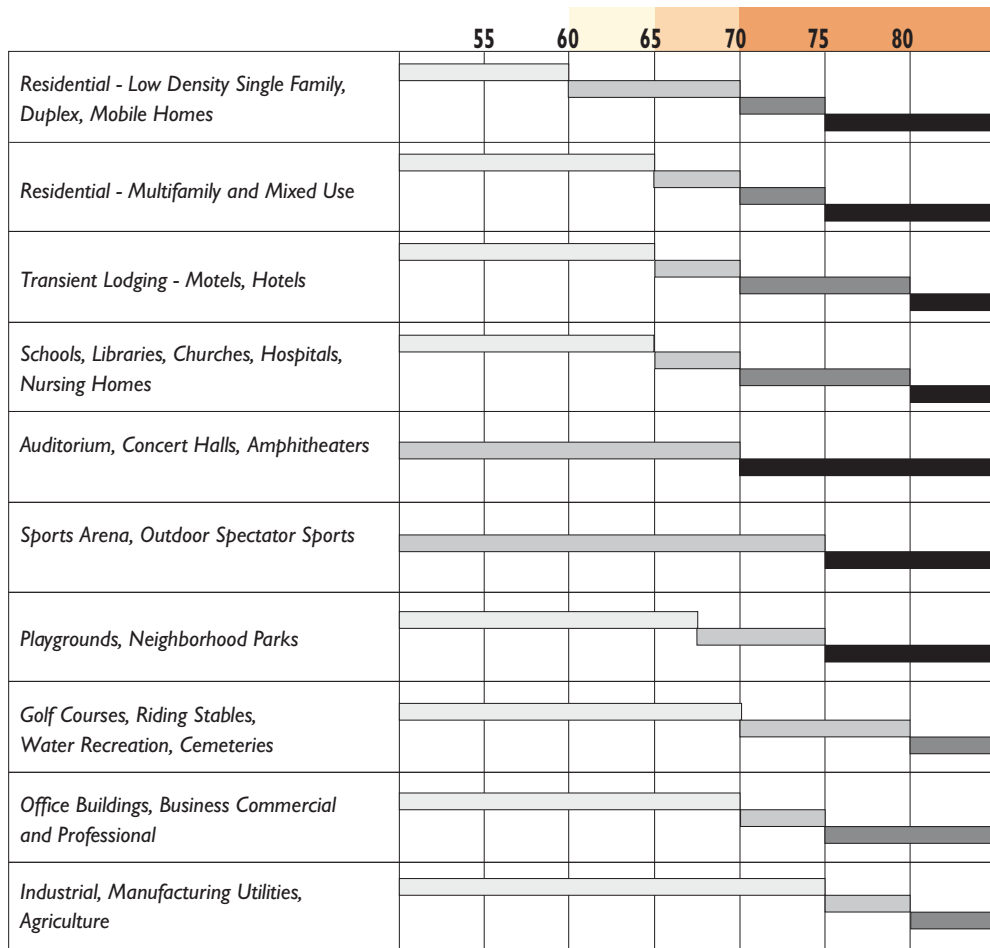 55 60 65 70 75 80
Residential - Low Density Single Family,
Duplex, Mobile Homes
Residential - Multifamily and Mixed Use
Transient Lodging - Motels, Hotels
Schools, Libraries, Churches, Hospitals,
Nursing Homes
Auditorium, Concert Halls, Amphitheaters
Sports Arena, Outdoor Spectator Sports
Playgrounds, Neighborhood Parks
Golf Courses, Riding Stables,
Water Recreation, Cemeteries
Office Buildings, Business Commercial
and Professional
Industrial, Manufacturing Utilities,
Agriculture